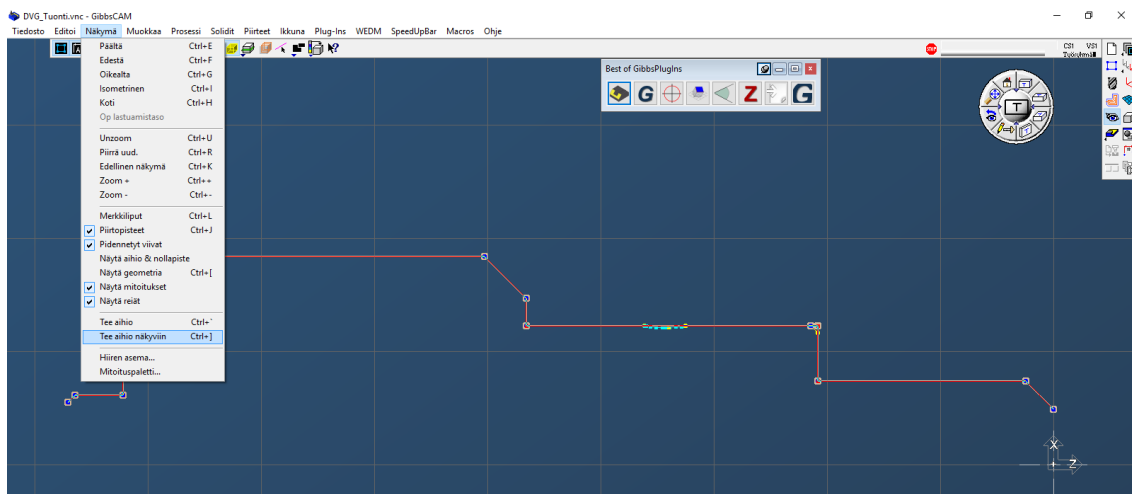 DVG_Tuonti.vnc - GibbsCAM
Tiedosto Editoi Näkymä Muokkaa Prosessi Solidit Piirteet Ikkuna Plug-Ins WEDM SpeedUpBar Macros Ohje
STOP
CS1 VS1
Päältä Ctrl+E
Edestä Ctrl+F
Oikealta Ctrl+G
Isometrinen Ctrl+I
Koti Ctrl+H
Op lastuamistaso
Unzoom Ctrl+U
Piirrä uud. Ctrl+R
Edellinen näkymä Ctrl+K
Zoom + Ctrl++
Zoom - Ctrl+-
Merkkiliput Ctrl+L
Piirtopisteet Ctrl+J
Pidennetyt viivat
Näytä aihio & nollapiste
Näytä geometria Ctrl+[
Näytä mitoitukset
Näytä reiät
Tee aihio Ctrl+`
Tee aihio näkyviin Ctrl+]
Hiiren asema...
Mitoituspaletti...
Best of GibbsPlugIns
G Z G
T
X
Z